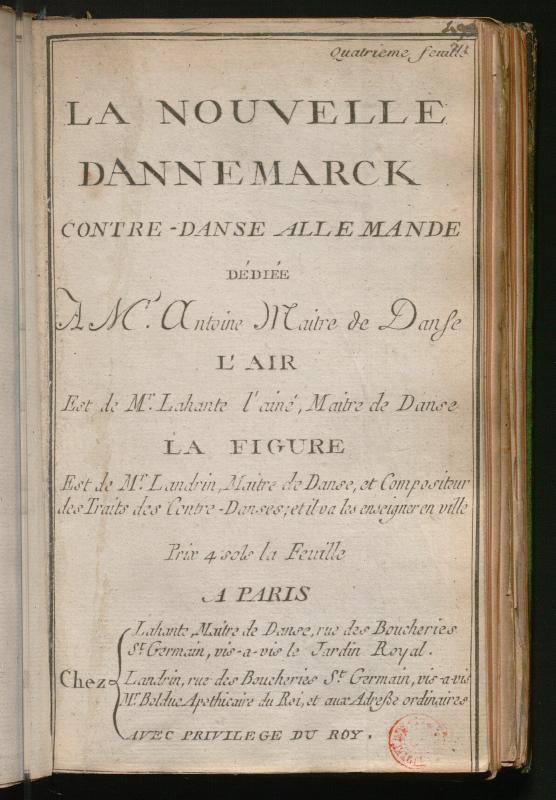 Quatrieme feuille
LA NOUVELLE
DANNEMARCK
CONTRE-DANSE ALLEMANDE
DÉDIÉE
A Mr. Antoine Maitre de Danse
L'AIR
Est de Mr. Lahante l'ainé, Maitre de Danse
LA FIGURE
Est de Mr. Landrin, Maitre de Danse, et Compositeur
des Traits des Contre-Danses; et il va les enseigner en ville
Prix 4 sols la Feuille
A PARIS
Lahante, Maitre de Danse, rue des Boucheries
St. Germain, vis-a-vis le Jardin Royal.
Chez Landrin, rue des Boucheries St. Germain, vis-a-vis
Mr. Bolduc Apothicaire du Roi, et aux Adresse ordinaires
AVEC PRIVILEGE DU ROY.